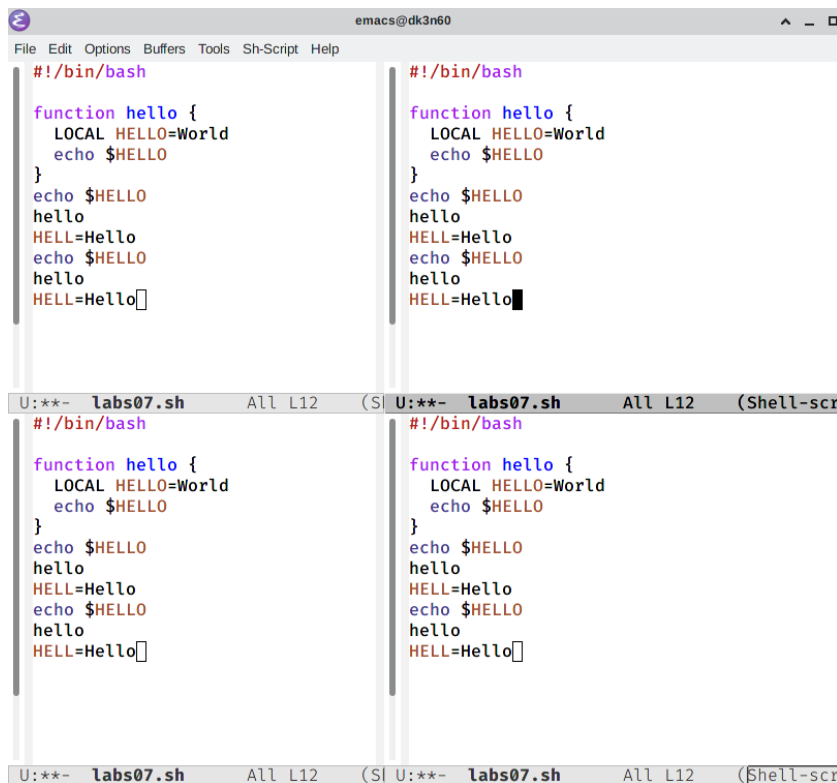 emacs@dk3n60
File Edit Options Buffers Tools Sh-Script Help
#!/bin/bash
function hello {
LOCAL HELLO=World
echo $HELLO
}
echo $HELLO
hello
HELL=Hello
echo $HELLO
hello
HELL=Hello
U:**- labs07.sh All L12 (S
#!/bin/bash
function hello {
LOCAL HELLO=World
echo $HELLO
}
echo $HELLO
hello
HELL=Hello
echo $HELLO
hello
HELL=Hello
U:**- labs07.sh All L12 (Shell-scr
#!/bin/bash
function hello {
LOCAL HELLO=World
echo $HELLO
}
echo $HELLO
hello
HELL=Hello
echo $HELLO
hello
HELL=Hello
U:**- labs07.sh All L12 (S
#!/bin/bash
function hello {
LOCAL HELLO=World
echo $HELLO
}
echo $HELLO
hello
HELL=Hello
echo $HELLO
hello
HELL=Hello
U:**- labs07.sh All L12 (Shell-scr